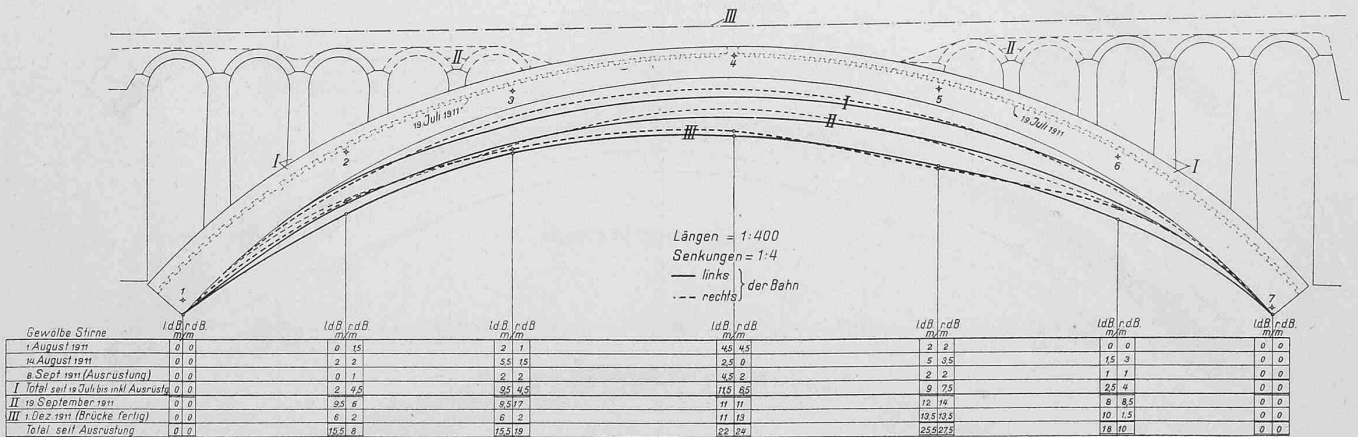 III
II
II
4
3
5
19 Juli 1911
19 Juli 1911
I
II
III
2
6
I
I
1
7
Längen = 1:400
Senkungen = 1:4
links
rechts } der Bahn
Gewölbe Stirne l.d.B. m/m r.d.B. l.d.B. m/m r.d.B. l.d.B. m/m r.d.B. l.d.B. m/m r.d.B. l.d.B. m/m r.d.B. l.d.B. m/m r.d.B. l.d.B. m/m r.d.B.
1 August 1911 0 0 0 1,5 2 1 4,5 4,5 2 2 0 0 0 0
14 August 1911 0 0 2 2 5,5 1,5 2,5 0 5 3,5 1,5 3 0 0
8. Sept 1911 (Ausrüstung) 0 0 0 1 2 2 4,5 2 2 2 1 1 0 0
I Total seit 19 Juli bis inkl. Ausrüstg 0 0 2 4,5 9,5 4,5 11,5 6,5 9 7,5 2,5 4 0 0
II 19 September 1911 0 0 9,5 6 9,5 17 11 11 12 14 8 8,5 0 0
III 1. Dez. 1911 (Brücke fertig) 0 0 6 2 6 2 11 13 13,5 13,5 10 1,5 0 0
Total seit Ausrüstung 0 0 15,5 8 15,5 19 22 24 25,5 27,5 18 10 0 0